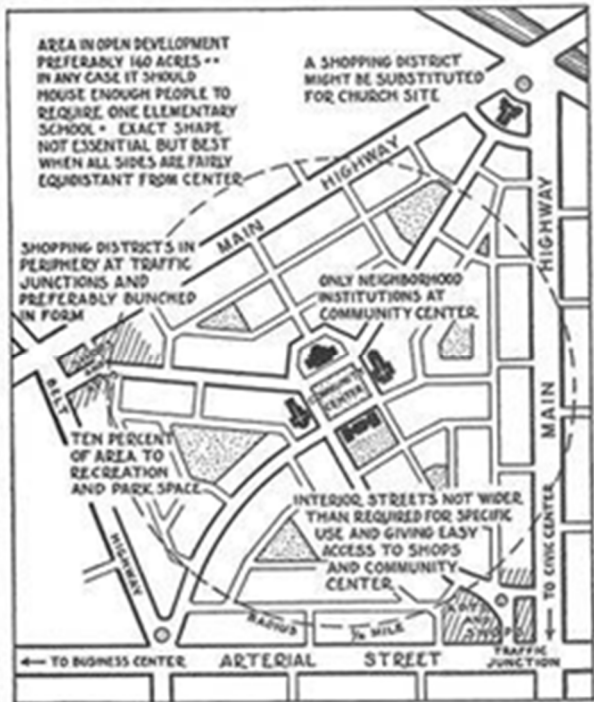 AREA IN OPEN DEVELOPMENT
PREFERABLY 160 ACRES --
IN ANY CASE IT SHOULD
HOUSE ENOUGH PEOPLE TO
REQUIRE ONE ELEMENTARY
SCHOOL • EXACT SHAPE
NOT ESSENTIAL BUT BEST
WHEN ALL SIDES ARE FAIRLY
EQUIDISTANT FROM CENTER
A SHOPPING DISTRICT
MIGHT BE SUBSTITUTED
FOR CHURCH SITE
MAIN HIGHWAY
HIGHWAY
MAIN
SHOPPING DISTRICTS IN
PERIPHERY AT TRAFFIC
JUNCTIONS AND
PREFERABLY BUNCHED
IN FORM
ONLY NEIGHBORHOOD
INSTITUTIONS AT
COMMUNITY CENTER
COMMUNITY
CENTER
BELT
HIGHWAY
TEN PERCENT
OF AREA TO
RECREATION
AND PARK SPACE
INTERIOR STREETS NOT WIDER
THAN REQUIRED FOR SPECIFIC
USE AND GIVING EASY
ACCESS TO SHOPS
AND COMMUNITY
CENTER
TO CIVIC CENTER
RADIUS
MILE
TRAFFIC
JUNCTION
← TO BUSINESS CENTER ARTERIAL STREET